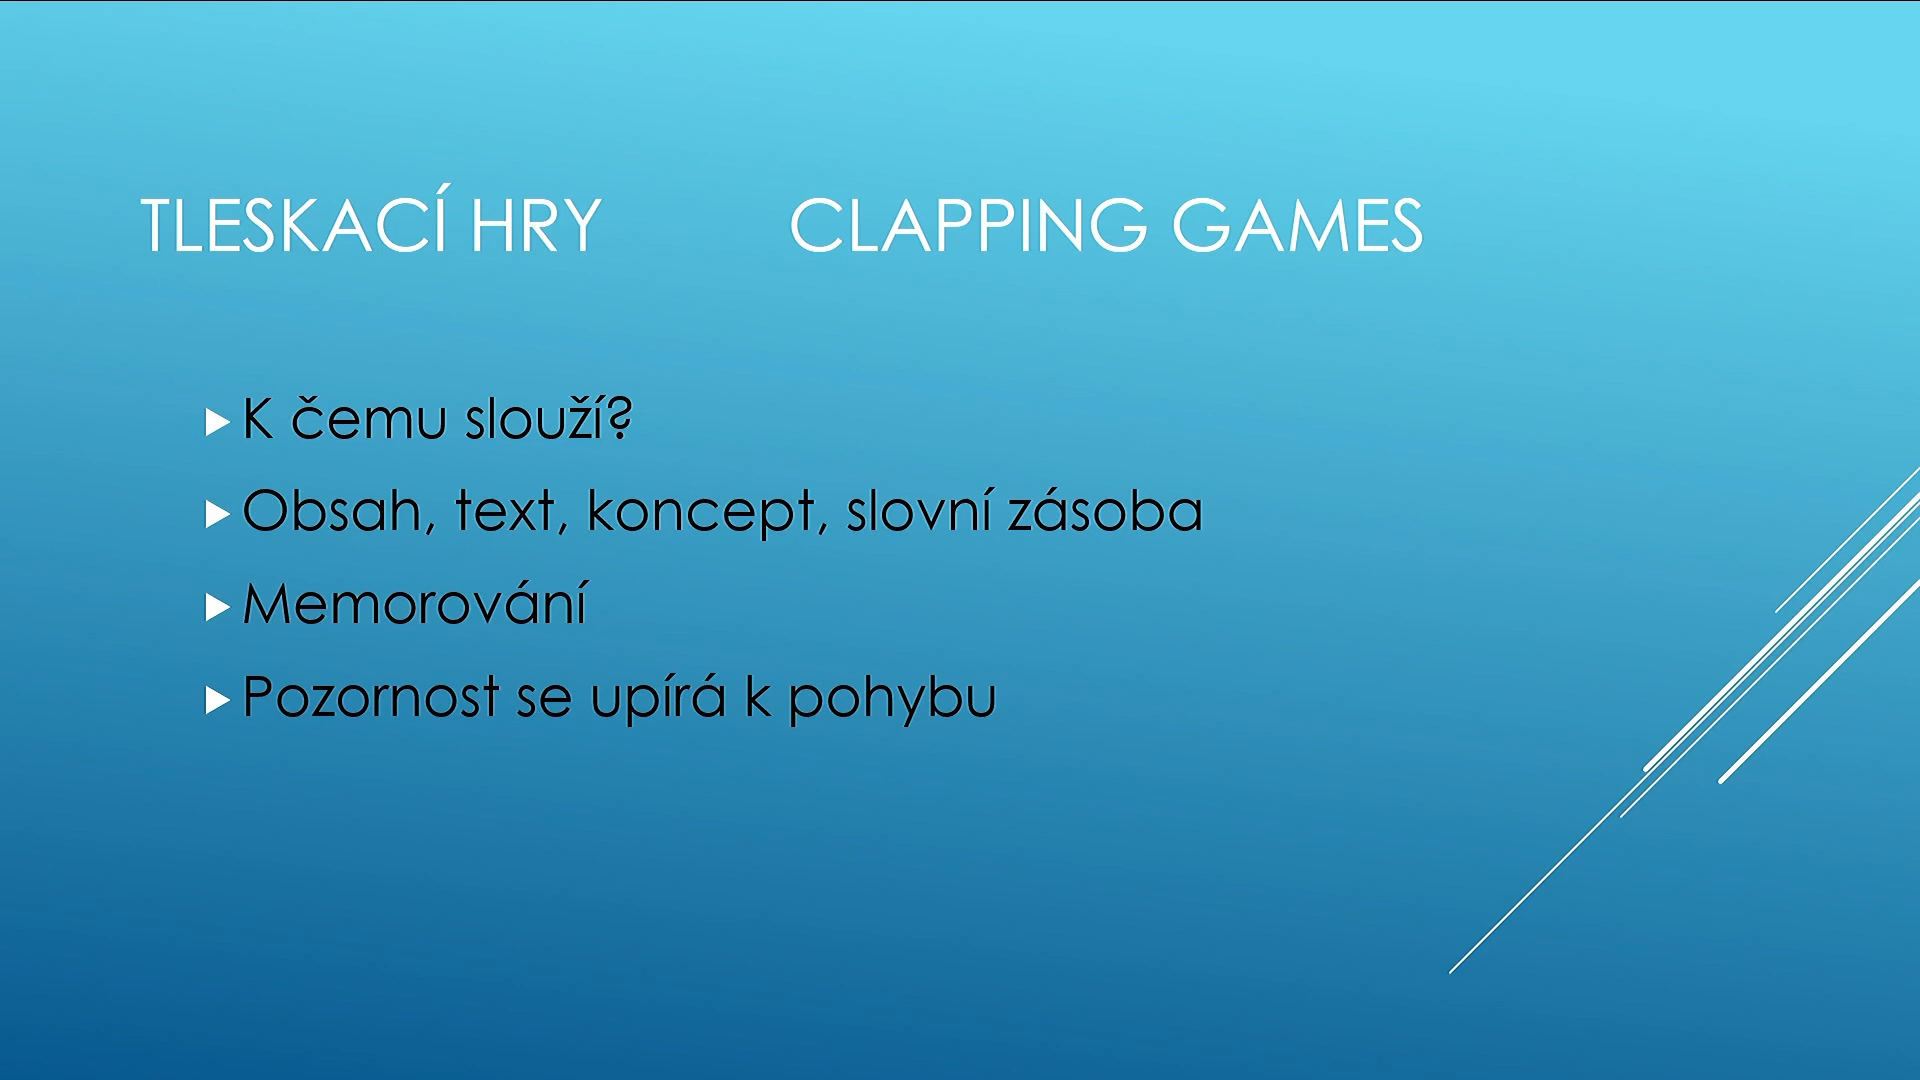 TLESKACÍ HRY CLAPPING GAMES
K čemu slouží?
Obsah, text, koncept, slovní zásoba
Memorování
Pozornost se upírá k pohybu